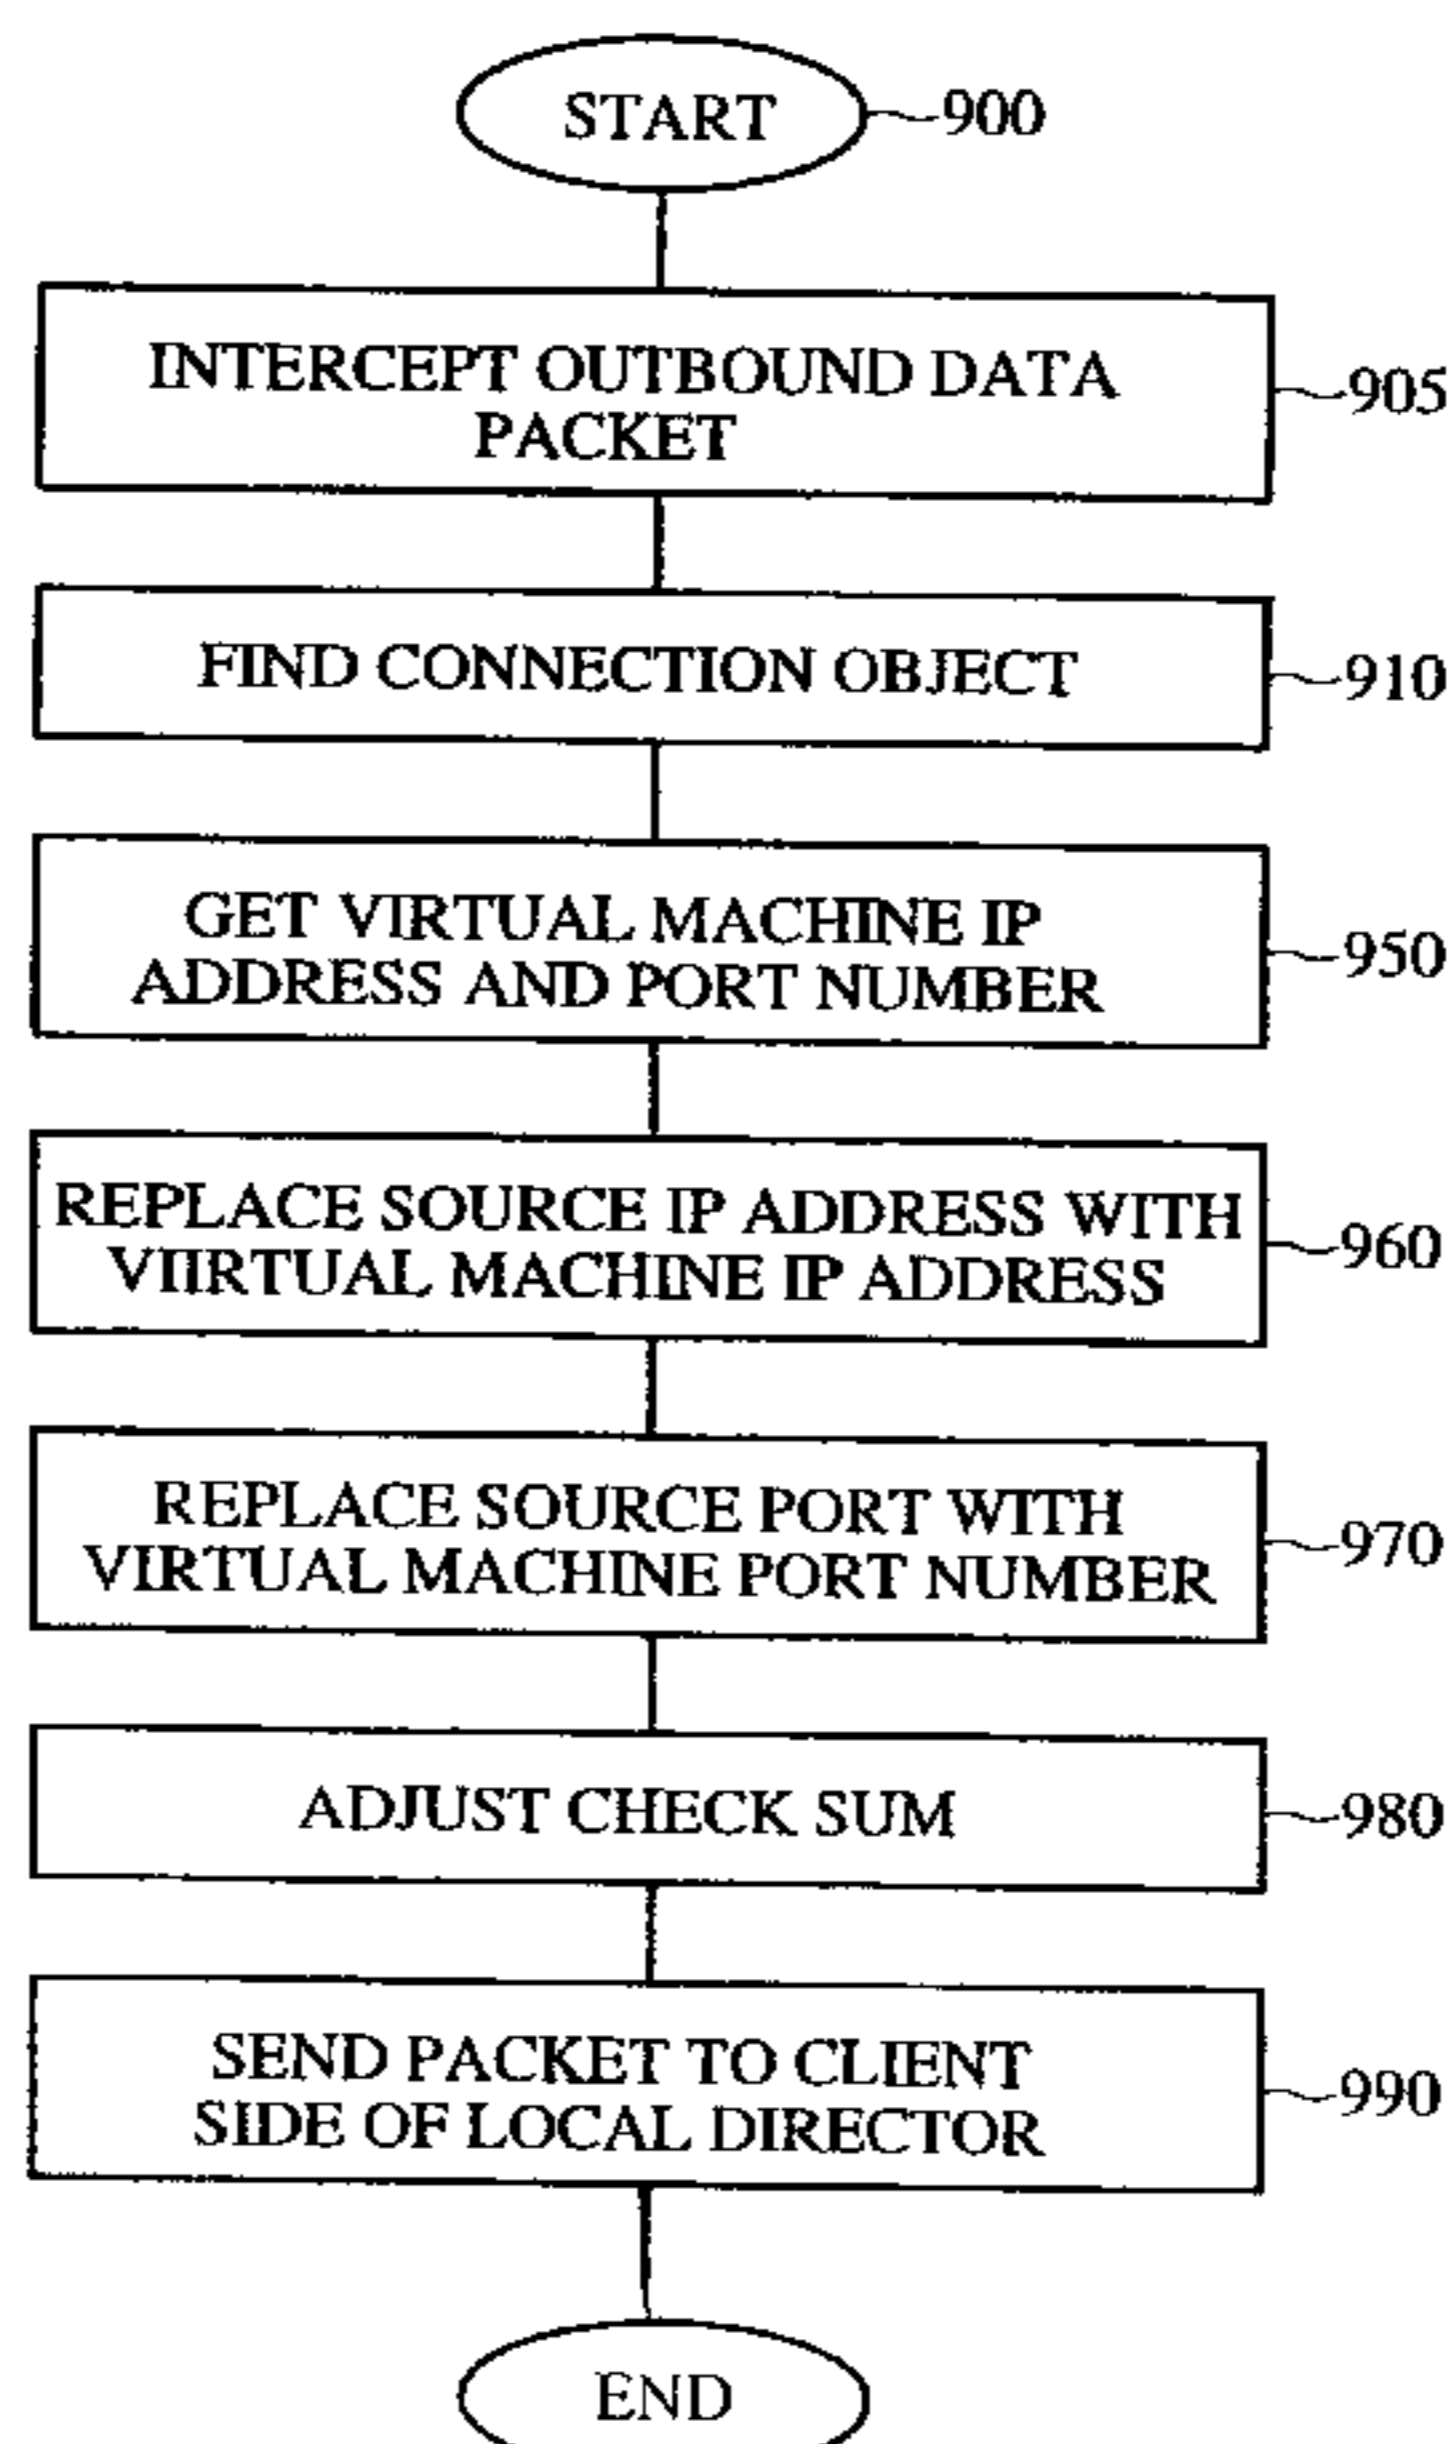 START
900
INTERCEPT OUTBOUND DATA
PACKET
905
FIND CONNECTION OBJECT
910
GET VIRTUAL MACHINE IP
ADDRESS AND PORT NUMBER
950
REPLACE SOURCE IP ADDRESS WITH
VIIRTUAL MACHINE IP ADDRESS
960
REPLACE SOURCE PORT WITH
VIRTUAL MACHINE PORT NUMBER
970
ADJUST CHECK SUM
980
SEND PACKET TO CLIENT
SIDE OF LOCAL DIRECTOR
990
END